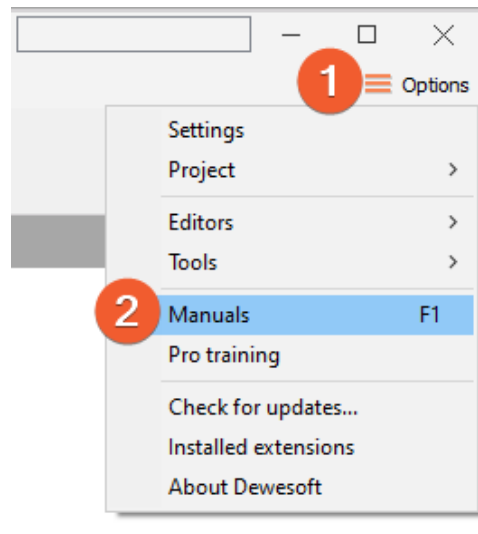 1 Options
Settings
Project
Editors
Tools
2 Manuals F1
Pro training
Check for updates...
Installed extensions
About Dewesoft